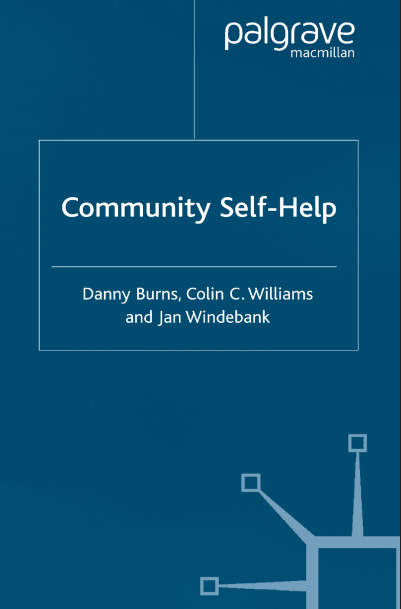 palgrave
macmillan
Community Self-Help
Danny Burns, Colin C. Williams
and Jan Windebank